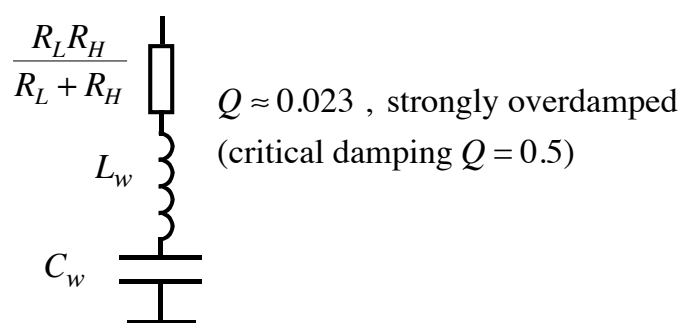 R_L R_H
R_L + R_H
Q ≈ 0.023 , strongly overdamped
(critical damping Q = 0.5)
L_w
C_w